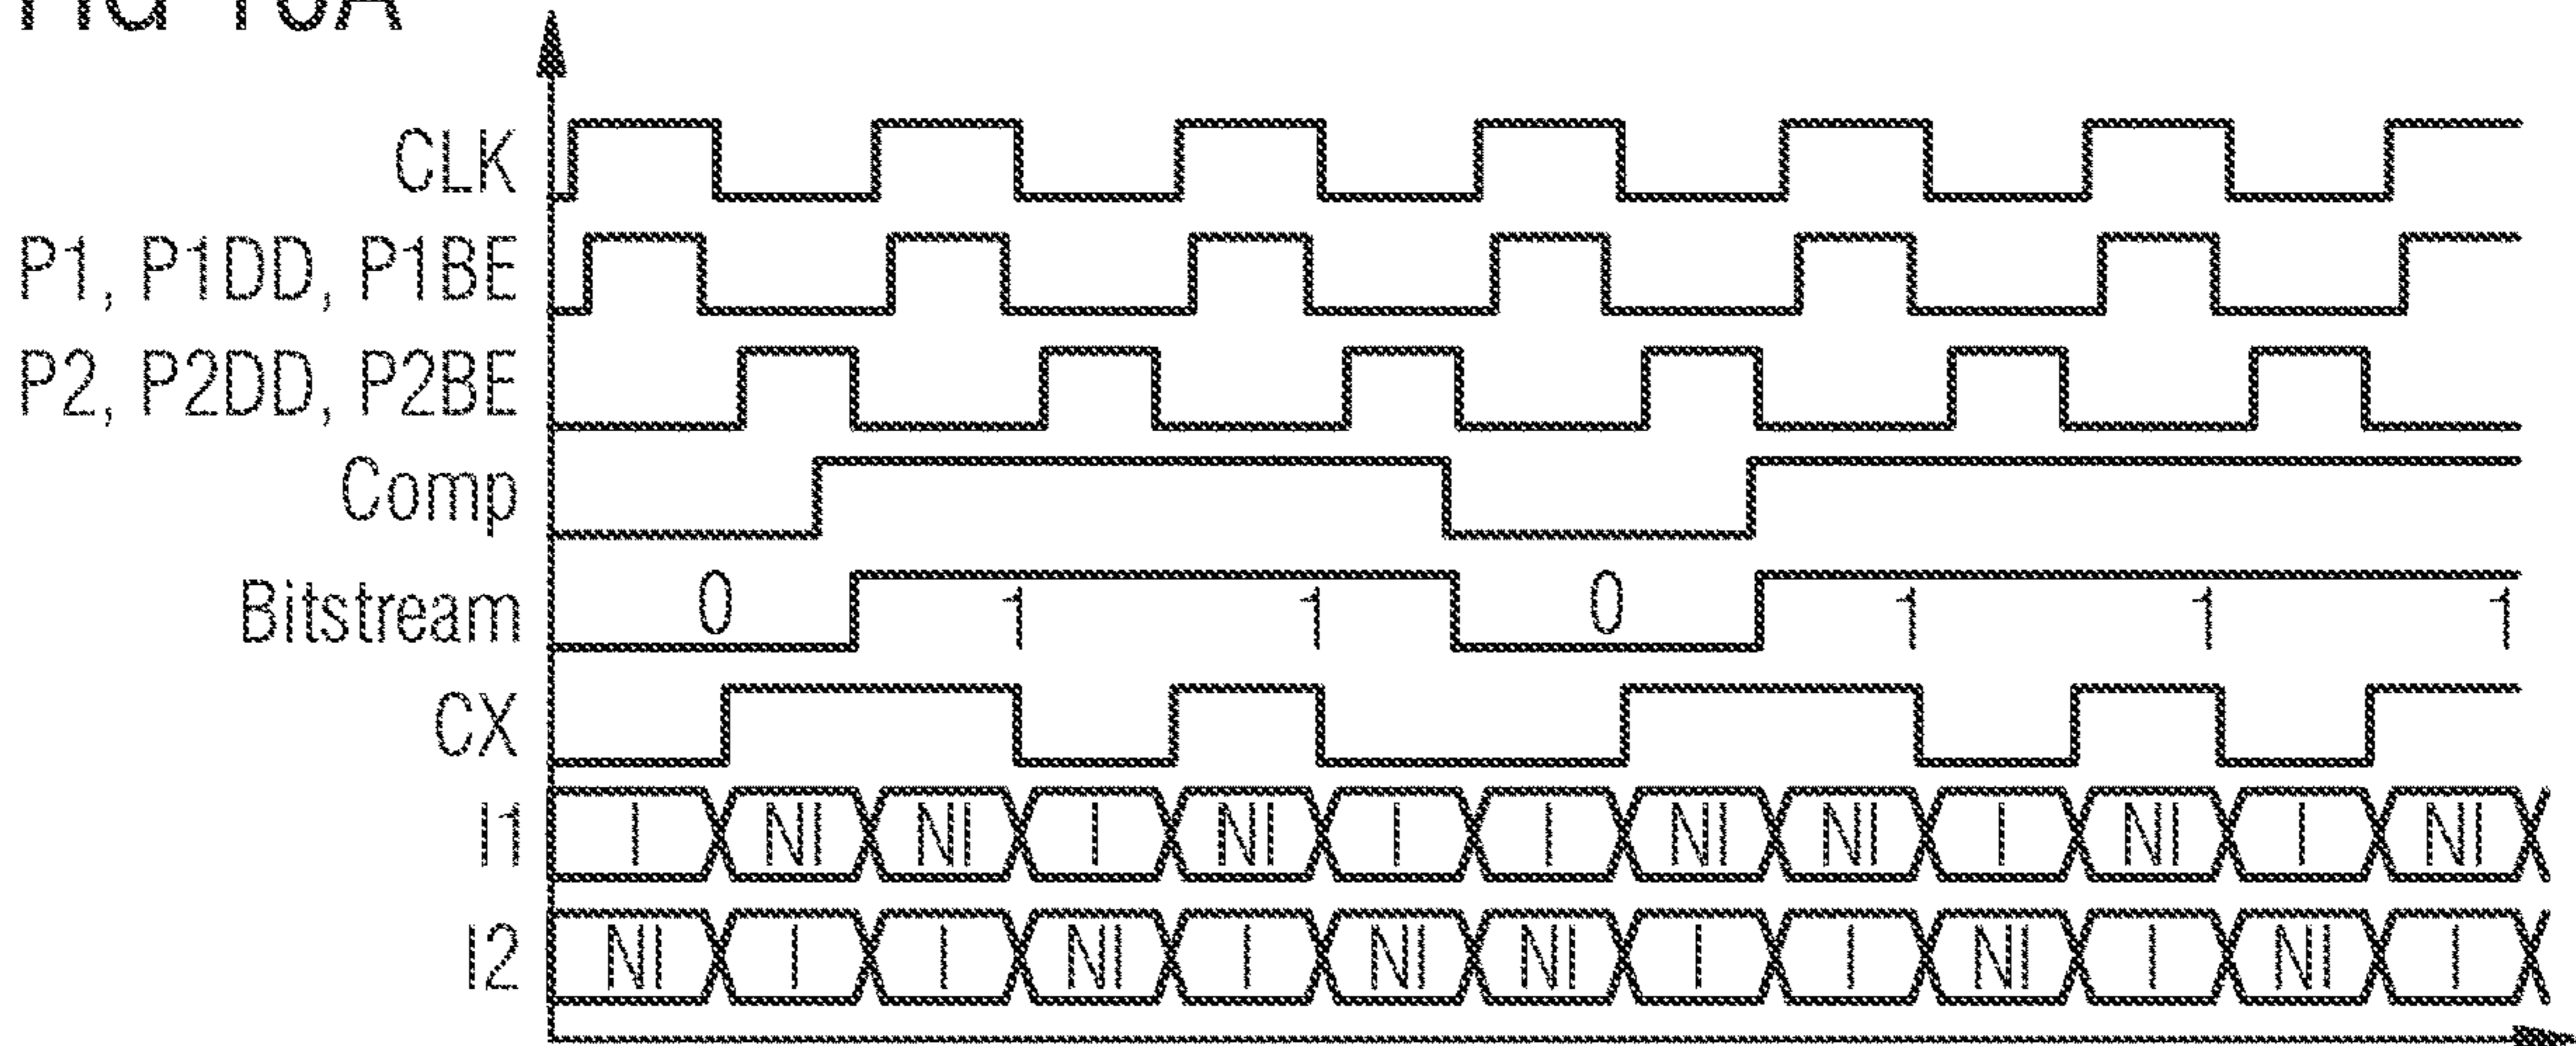 CLK
P1, P1DD, P1BE
P2, P2DD, P2BE
Comp
Bitstream 0 1 1 0 1 1 1
CX
I1 I NI NI I NI I I NI NI I NI I NI
I2 NI I I NI I NI NI I I NI I NI I